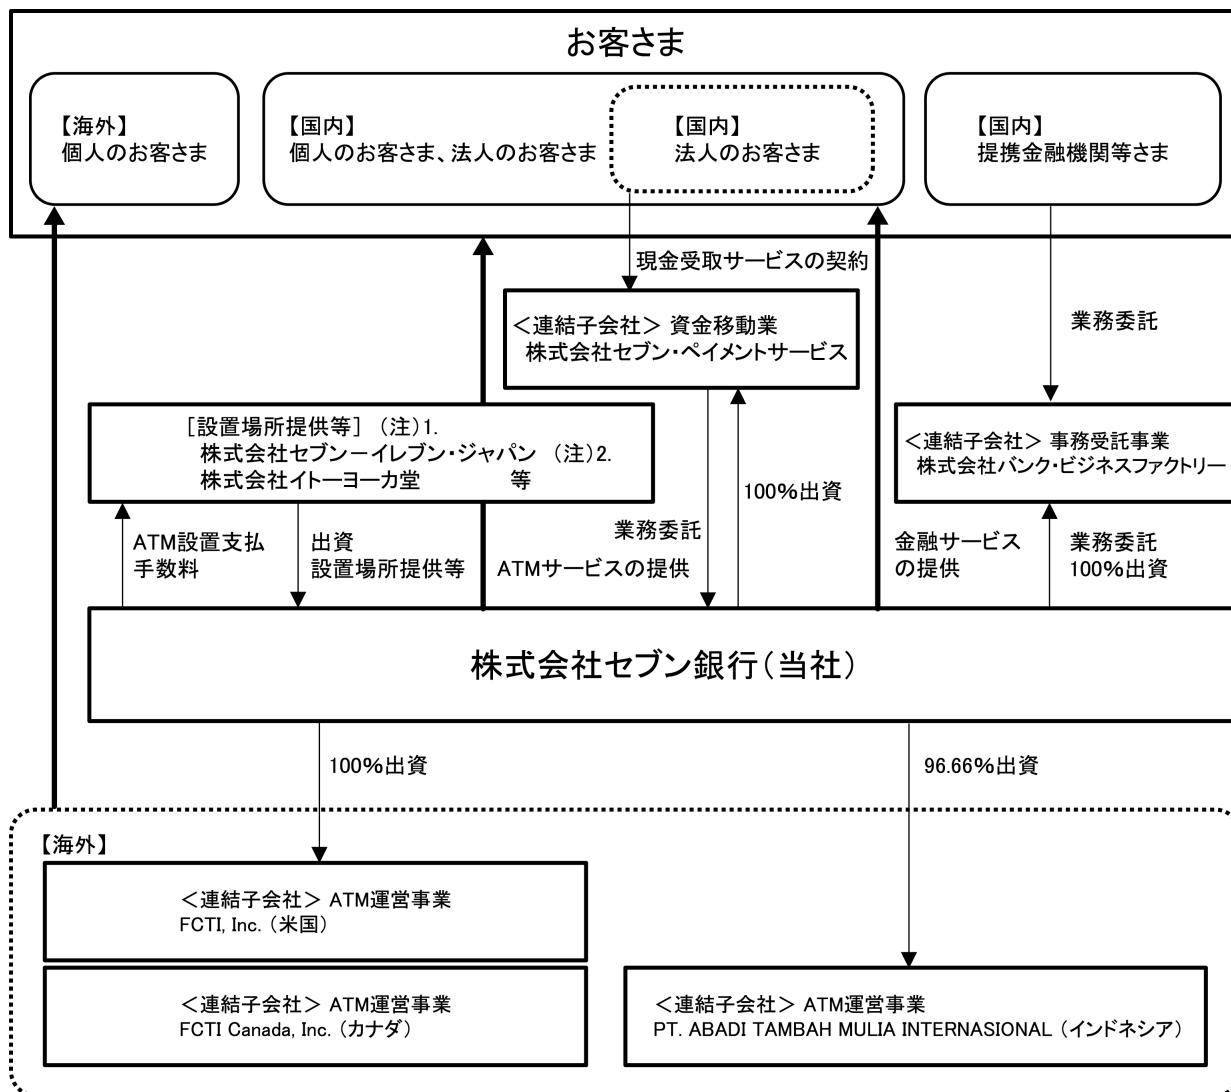 お客さま
【海外】
個人のお客さま
【国内】
個人のお客さま、法人のお客さま
【国内】
法人のお客さま
【国内】
提携金融機関等さま
現金受取サービスの契約
業務委託
＜連結子会社＞ 資金移動業
株式会社セブン・ペイメントサービス
［設置場所提供等］ （注）1.
株式会社セブンーイレブン・ジャパン （注）2.
株式会社イトーヨーカ堂 等
＜連結子会社＞ 事務受託事業
株式会社バンク・ビジネスファクトリー
100%出資
ATM設置支払
手数料
出資
設置場所提供等
業務委託
ATMサービスの提供
金融サービス
の提供
業務委託
100%出資
株式会社セブン銀行（当社）
100%出資
96.66%出資
【海外】
＜連結子会社＞ ATM運営事業
FCTI, Inc. （米国）
＜連結子会社＞ ATM運営事業
FCTI Canada, Inc. （カナダ）
＜連結子会社＞ ATM運営事業
PT. ABADI TAMBAH MULIA INTERNASIONAL （インドネシア）